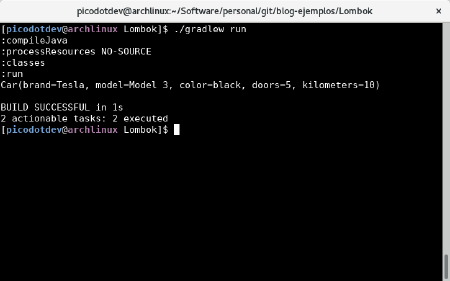 picodotdev@archlinux:~/Software/personal/git/blog-ejemplos/Lombok
[picodotdev@archlinux Lombok]$ ./gradlew run
:compileJava
:processResources NO-SOURCE
:classes
:run
Car(brand=Tesla, model=Model 3, color=black, doors=5, kilometers=10)
BUILD SUCCESSFUL in 1s
2 actionable tasks: 2 executed
[picodotdev@archlinux Lombok]$